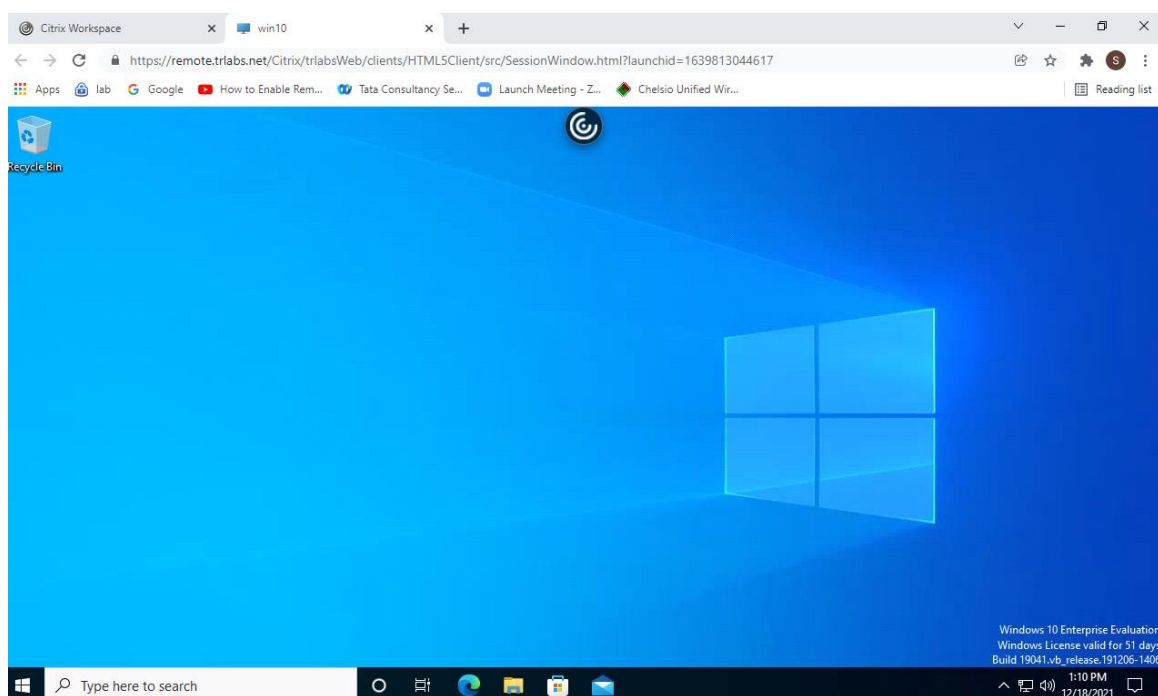 Citrix Workspace
win10
https://remote.trlabs.net/Citrix/trlabsWeb/clients/HTML5Client/src/SessionWindow.html?launchid=1639813044617
S
Apps
lab
Google
How to Enable Rem...
Tata Consultancy Se...
Launch Meeting - Z...
Chelsio Unified Wir...
Reading list
Recycle Bin
Windows 10 Enterprise Evaluation
Windows License valid for 51 days
Build 19041.vb_release.191206-1406
Type here to search
1:10 PM
12/18/2021